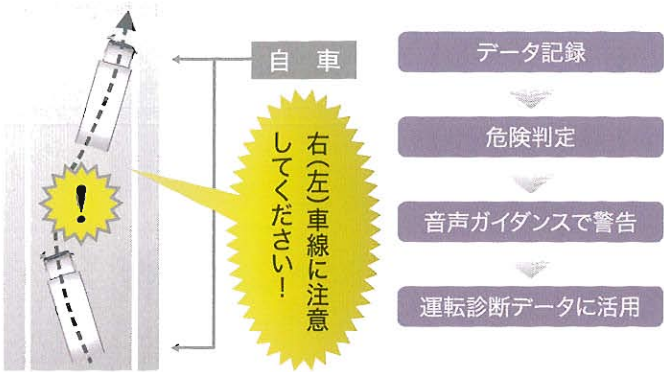 自 車
右(左)車線に注意
してください!
!
データ記録
危険判定
音声ガイダンスで警告
運転診断データに活用